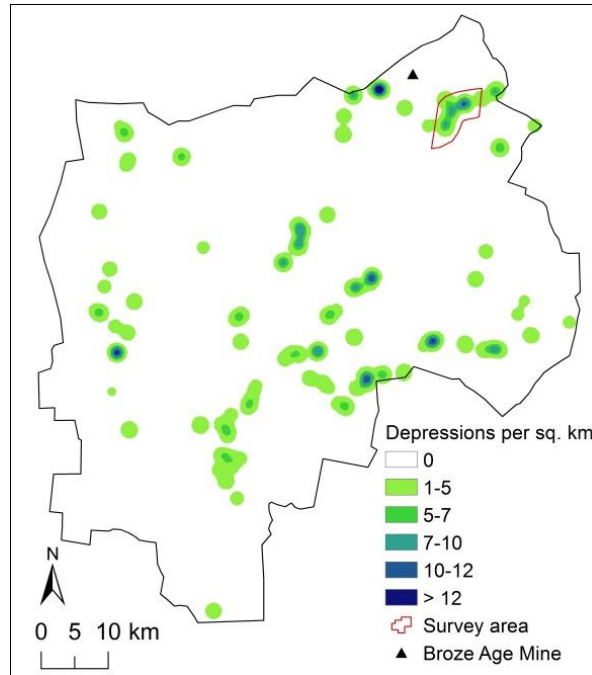 Depressions per sq. km
0
1-5
5-7
7-10
10-12
> 12
Survey area
Broze Age Mine
N
0 5 10 km